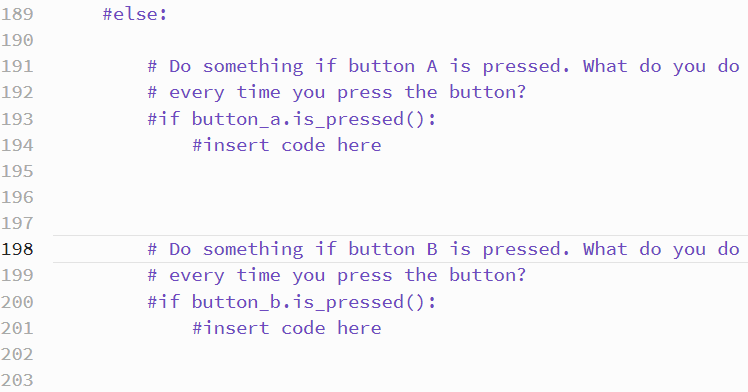 189 #else:
190
191 # Do something if button A is pressed. What do you do
192 # every time you press the button?
193 #if button_a.is_pressed():
194 #insert code here
195
196
197
198 # Do something if button B is pressed. What do you do
199 # every time you press the button?
200 #if button_b.is_pressed():
201 #insert code here
202
203